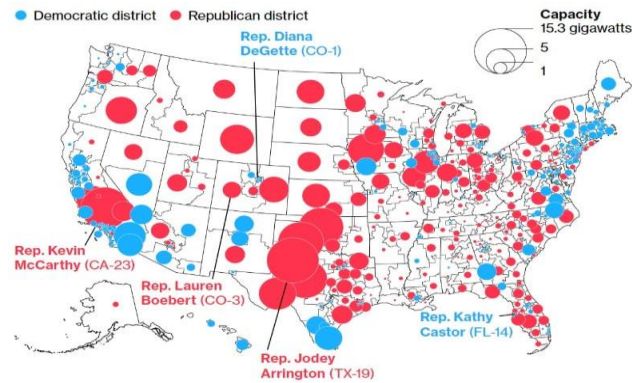 Democratic district Republican district
Capacity
15.3 gigawatts
5
1
Rep. Diana
DeGette (CO-1)
Rep. Kevin
McCarthy (CA-23)
Rep. Lauren
Boebert (CO-3)
Rep. Jodey
Arrington (TX-19)
Rep. Kathy
Castor (FL-14)